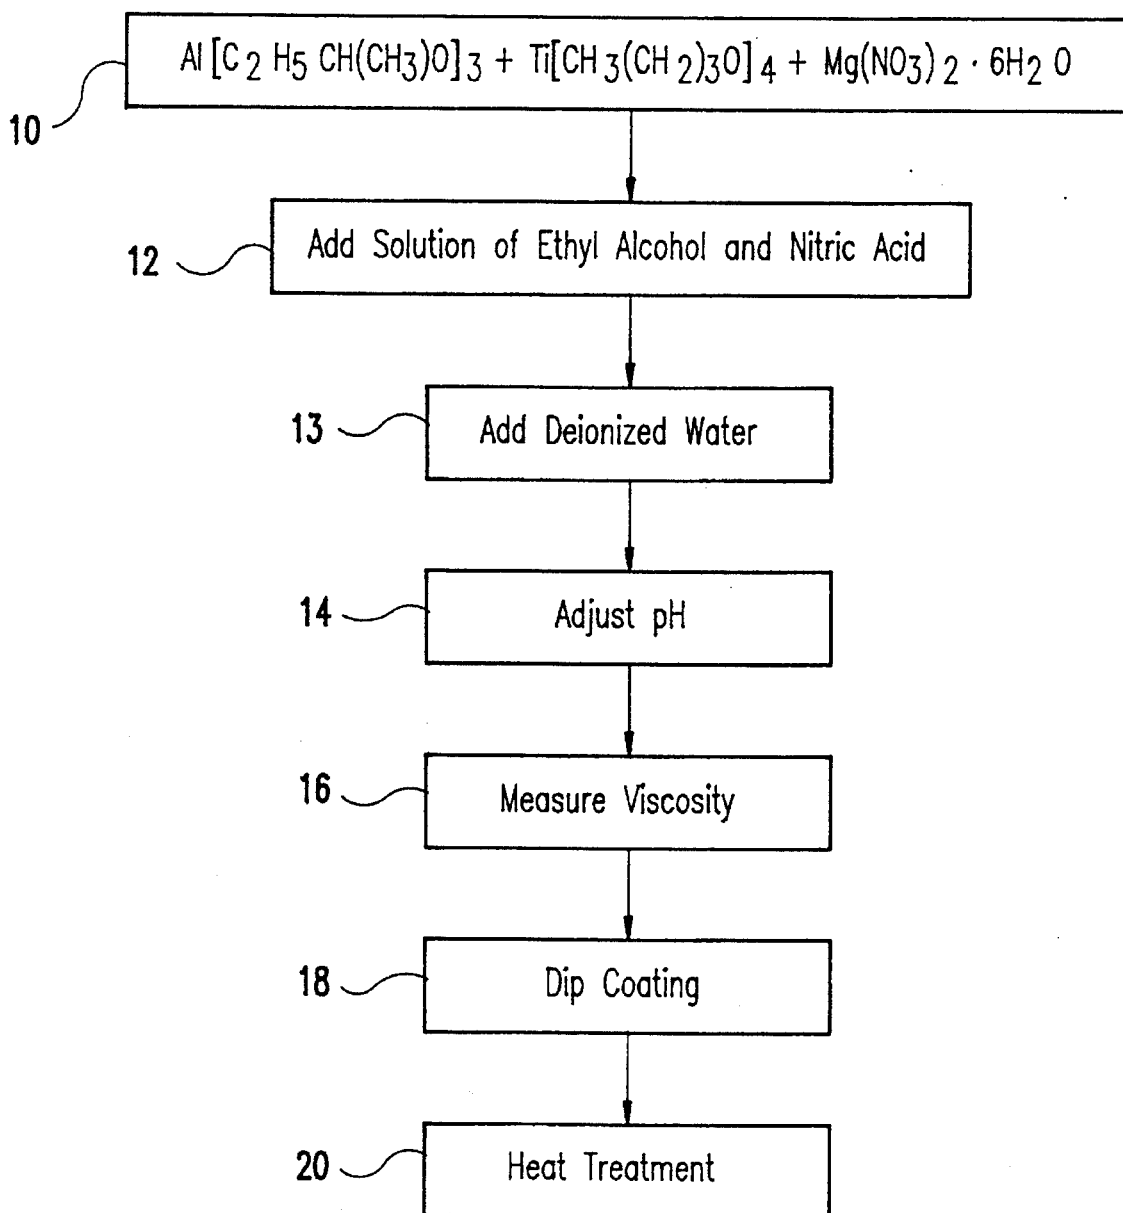 Al[C2H5CH(CH3)O]3 + Ti[CH3(CH2)3O]4 + Mg(NO3)2 · 6H2O
10
Add Solution of Ethyl Alcohol and Nitric Acid
12
Add Deionized Water
13
Adjust pH
14
Measure Viscosity
16
Dip Coating
18
Heat Treatment
20